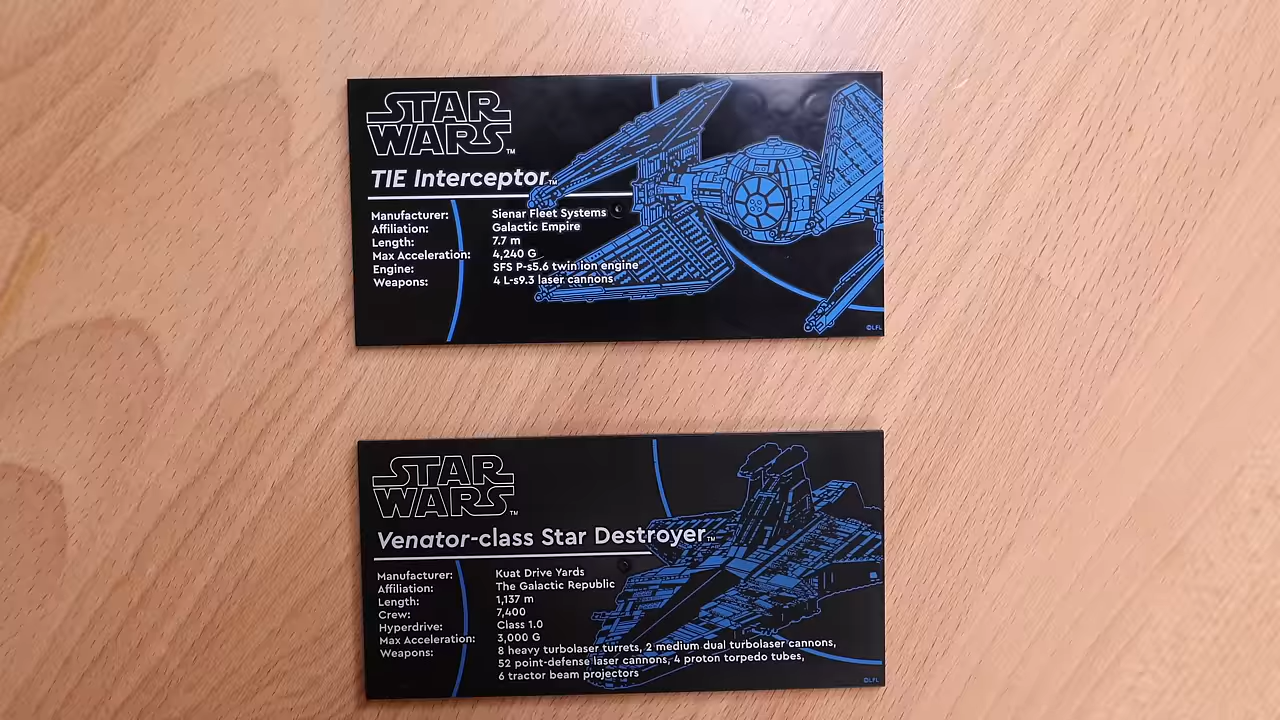 STAR
WARS™
TIE Interceptor™
Manufacturer: Sienar Fleet Systems
Affiliation: Galactic Empire
Length: 7.7 m
Max Acceleration: 4,240 G
Engine: SFS P-s5.6 twin ion engine
Weapons: 4 L-s9.3 laser cannons
©LFL
STAR
WARS™
Venator-class Star Destroyer™
Manufacturer: Kuat Drive Yards
Affiliation: The Galactic Republic
Length: 1,137 m
Crew: 7,400
Hyperdrive: Class 1.0
Max Acceleration: 3,000 G
Weapons: 8 heavy turbolaser turrets, 2 medium dual turbolaser cannons,
52 point-defense laser cannons, 4 proton torpedo tubes,
6 tractor beam projectors
©LFL